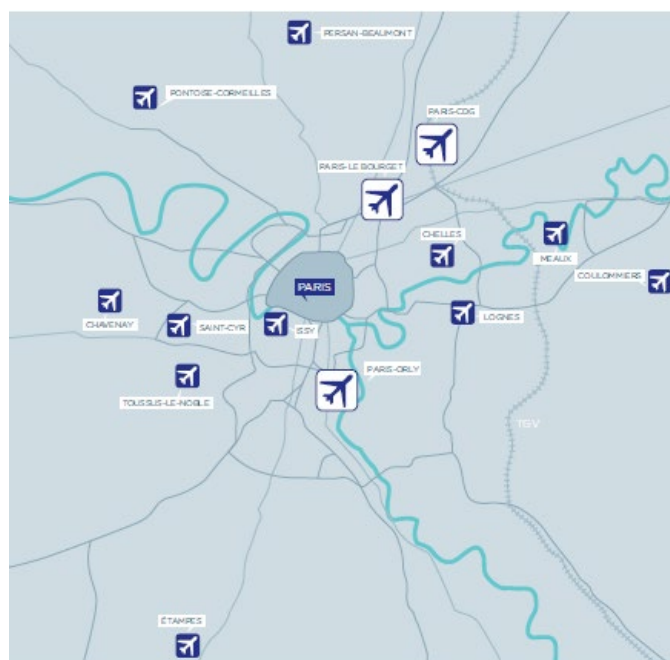 PERSAN-BEAUMONT
PONTOISE-CORMEILLES
PARIS-CDG
PARIS-LE BOURGET
CHELLES
MEAUX
COULOMMIERS
PARIS
CHAVENAY
SAINT-CYR
ISSY
LOGNES
PARIS-ORLY
TOUSSUS-LE-NOBLE
TGV
ÉTAMPES